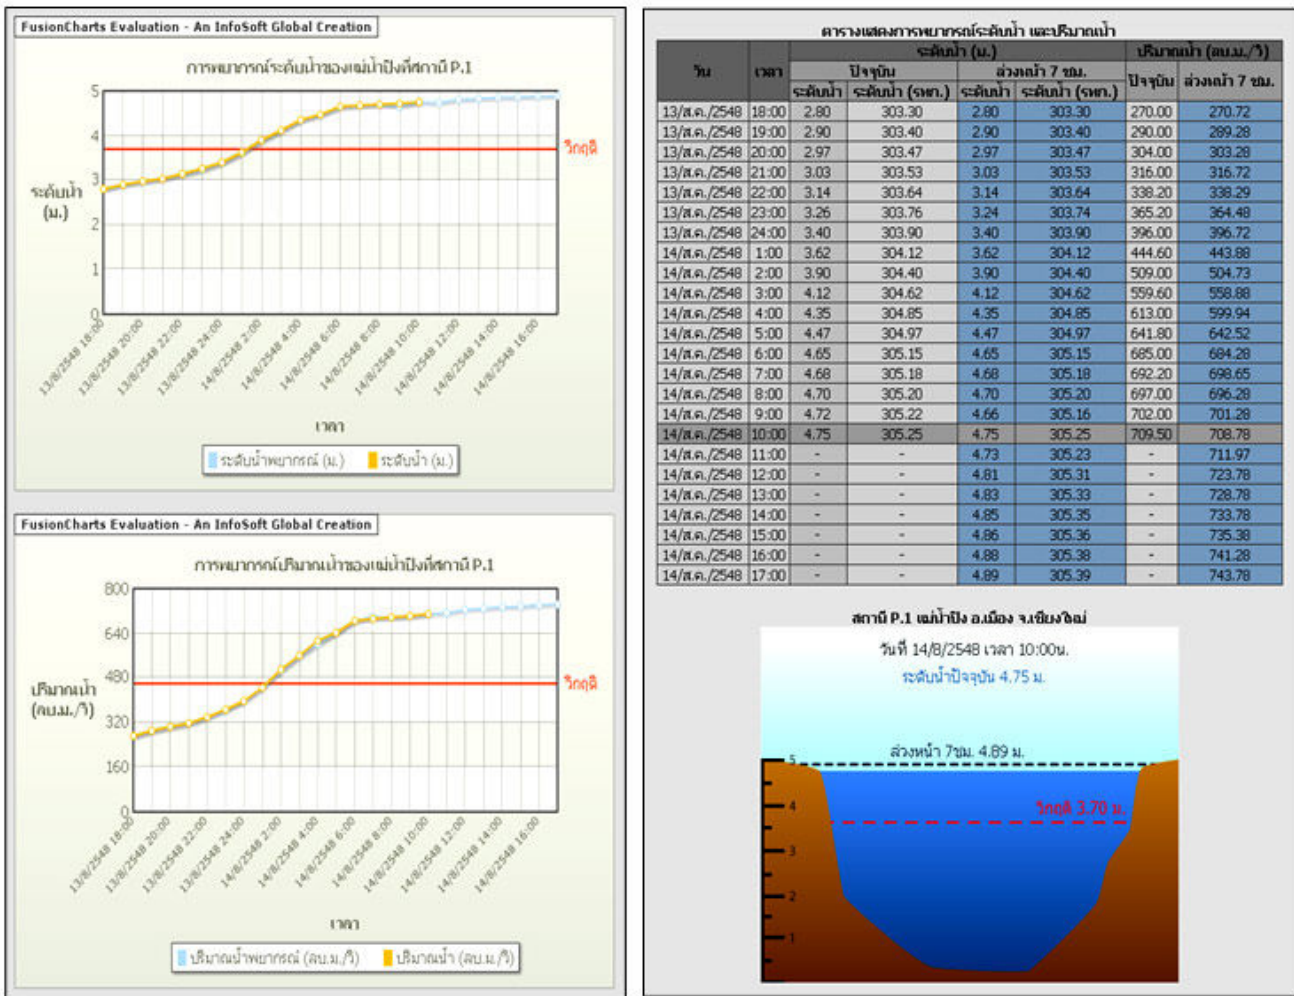 FusionCharts Evaluation - An InfoSoft Global Creation
การพยากรณ์ระดับน้ำของแม่น้ำปิงที่สถานี P.1
5
4
3
2
1
0
ระดับน้ำ
(ม.)
วิกฤติ
13/8/2548 18:00
13/8/2548 20:00
13/8/2548 22:00
13/8/2548 24:00
14/8/2548 2:00
14/8/2548 4:00
14/8/2548 6:00
14/8/2548 8:00
14/8/2548 10:00
14/8/2548 12:00
14/8/2548 14:00
14/8/2548 16:00
เวลา
ระดับน้ำพยากรณ์ (ม.) ระดับน้ำ (ม.)
FusionCharts Evaluation - An InfoSoft Global Creation
การพยากรณ์ปริมาณน้ำของแม่น้ำปิงที่สถานี P.1
800
640
480
320
160
0
ปริมาณน้ำ
(ลบ.ม./วิ)
วิกฤติ
13/8/2548 18:00
13/8/2548 20:00
13/8/2548 22:00
13/8/2548 24:00
14/8/2548 2:00
14/8/2548 4:00
14/8/2548 6:00
14/8/2548 8:00
14/8/2548 10:00
14/8/2548 12:00
14/8/2548 14:00
14/8/2548 16:00
เวลา
ปริมาณน้ำพยากรณ์ (ลบ.ม./วิ) ปริมาณน้ำ (ลบ.ม./วิ)
ตารางแสดงการพยากรณ์ระดับน้ำ และปริมาณน้ำ
วัน เวลา ระดับน้ำ (ม.) ปริมาณน้ำ (ลบ.ม./วิ)
ปัจจุบัน ล่วงหน้า 7 ชม. ปัจจุบัน ล่วงหน้า 7 ชม.
ระดับน้ำ ระดับน้ำ (รทก.) ระดับน้ำ ระดับน้ำ (รทก.)
13/ส.ค./2548 18:00 2.80 303.30 2.80 303.30 270.00 270.72
13/ส.ค./2548 19:00 2.90 303.40 2.90 303.40 290.00 289.28
13/ส.ค./2548 20:00 2.97 303.47 2.97 303.47 304.00 303.28
13/ส.ค./2548 21:00 3.03 303.53 3.03 303.53 316.00 316.72
13/ส.ค./2548 22:00 3.14 303.64 3.14 303.64 338.20 338.29
13/ส.ค./2548 23:00 3.26 303.76 3.24 303.74 365.20 364.48
13/ส.ค./2548 24:00 3.40 303.90 3.40 303.90 396.00 396.72
14/ส.ค./2548 1:00 3.62 304.12 3.62 304.12 444.60 443.88
14/ส.ค./2548 2:00 3.90 304.40 3.90 304.40 509.00 504.73
14/ส.ค./2548 3:00 4.12 304.62 4.12 304.62 559.60 558.88
14/ส.ค./2548 4:00 4.35 304.85 4.35 304.85 613.00 599.94
14/ส.ค./2548 5:00 4.47 304.97 4.47 304.97 641.80 642.52
14/ส.ค./2548 6:00 4.65 305.15 4.65 305.15 685.00 684.28
14/ส.ค./2548 7:00 4.68 305.18 4.68 305.18 692.20 698.65
14/ส.ค./2548 8:00 4.70 305.20 4.70 305.20 697.00 696.28
14/ส.ค./2548 9:00 4.72 305.22 4.66 305.16 702.00 701.28
14/ส.ค./2548 10:00 4.75 305.25 4.75 305.25 709.50 708.78
14/ส.ค./2548 11:00 - - 4.73 305.23 - 711.97
14/ส.ค./2548 12:00 - - 4.81 305.31 - 723.78
14/ส.ค./2548 13:00 - - 4.83 305.33 - 728.78
14/ส.ค./2548 14:00 - - 4.85 305.35 - 733.78
14/ส.ค./2548 15:00 - - 4.86 305.36 - 735.38
14/ส.ค./2548 16:00 - - 4.88 305.38 - 741.28
14/ส.ค./2548 17:00 - - 4.89 305.39 - 743.78
สถานี P.1 แม่น้ำปิง อ.เมือง จ.เชียงใหม่
วันที่ 14/8/2548 เวลา 10:00น.
ระดับน้ำปัจจุบัน 4.75 ม.
ล่วงหน้า 7ชม. 4.89 ม.
วิกฤติ 3.70 ม.
5
4
3
2
1